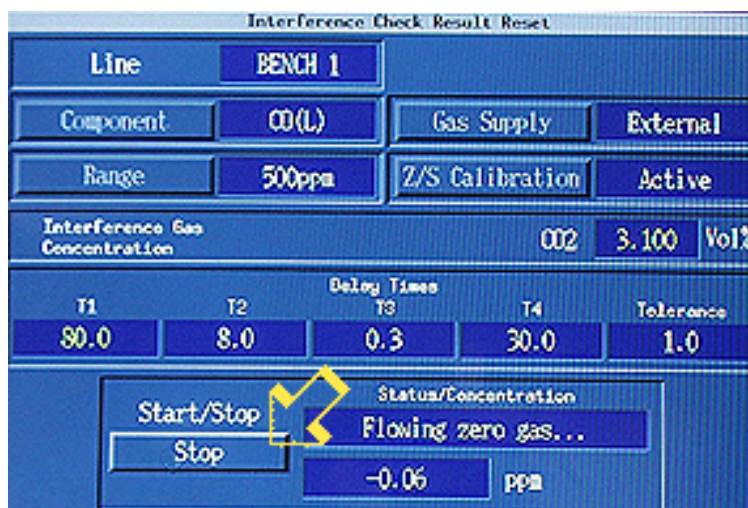 Interference Check Result Reset
Line BENCH 1
Component CO(L) Gas Supply External
Range 500ppm Z/S Calibration Active
Interference Gas
Concentration CO2 3.100 Vol%
Delay Times
T1 T2 T3 T4 Tolerance
80.0 8.0 0.3 30.0 1.0
Start/Stop Status/Concentration
Stop Flowing zero gas...
-0.06 ppm